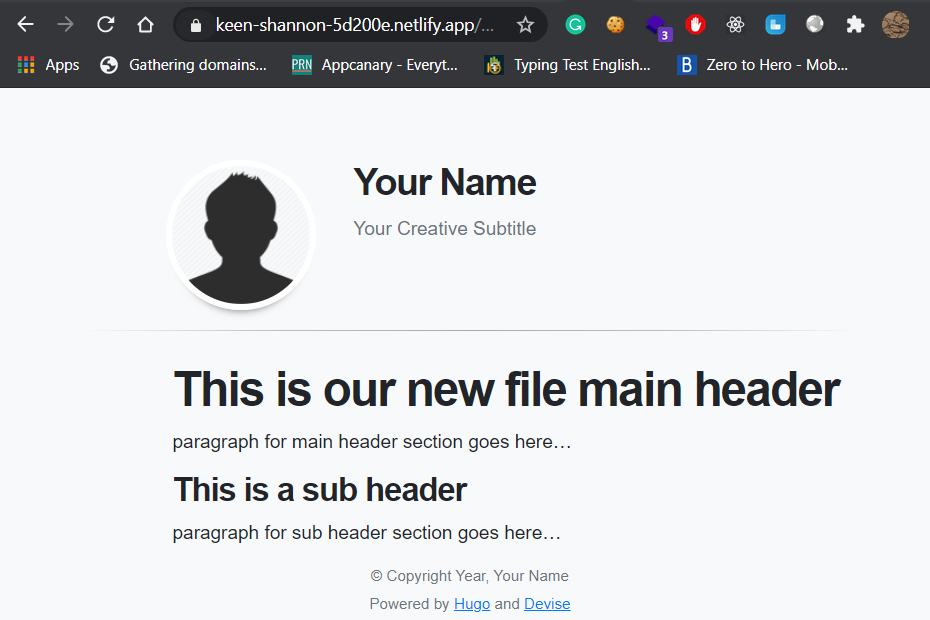 keen-shannon-5d200e.netlify.app/...
3
Apps
Gathering domains...
PRN
Appcanary - Everyt...
Typing Test English...
B
Zero to Hero - Mob...
Your Name
Your Creative Subtitle
This is our new file main header
paragraph for main header section goes here…
This is a sub header
paragraph for sub header section goes here…
© Copyright Year, Your Name
Powered by Hugo and Devise